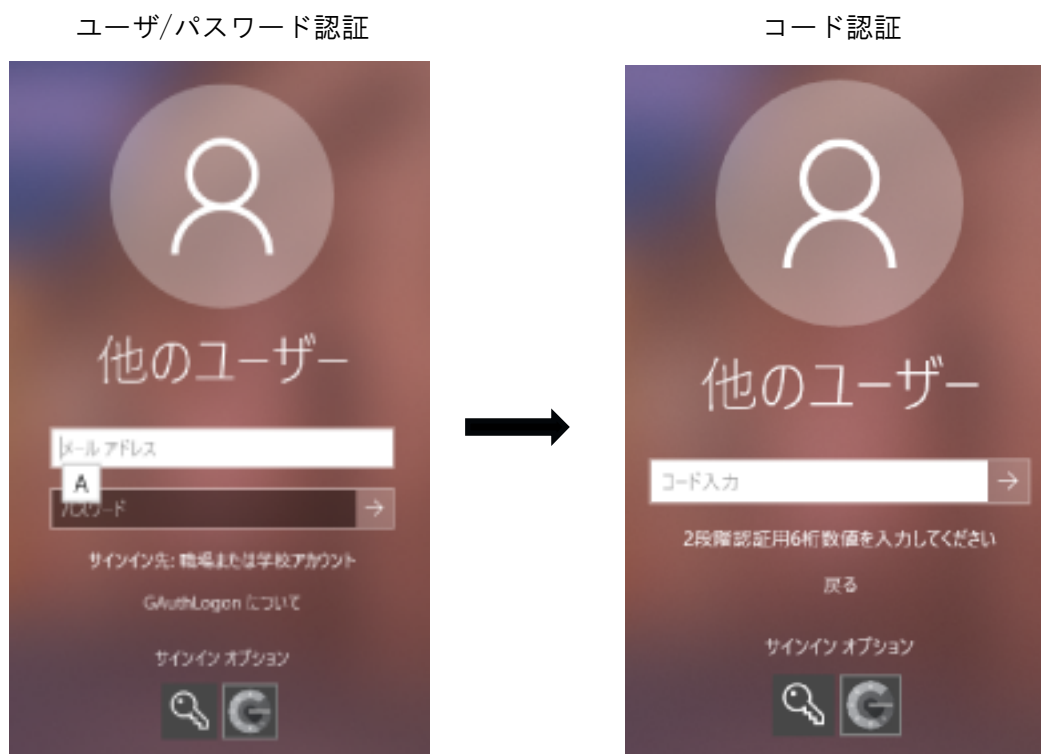 ユーザ/パスワード認証
コード認証
他のユーザー
メール アドレス
A
パスワード
サインイン先: 職場または学校アカウント
GAuthLogon について
サインイン オプション
他のユーザー
コード入力
2段階認証用6桁数値を入力してください
戻る
サインイン オプション